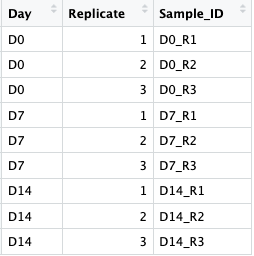 Day Replicate Sample_ID
D0 1 D0_R1
D0 2 D0_R2
D0 3 D0_R3
D7 1 D7_R1
D7 2 D7_R2
D7 3 D7_R3
D14 1 D14_R1
D14 2 D14_R2
D14 3 D14_R3